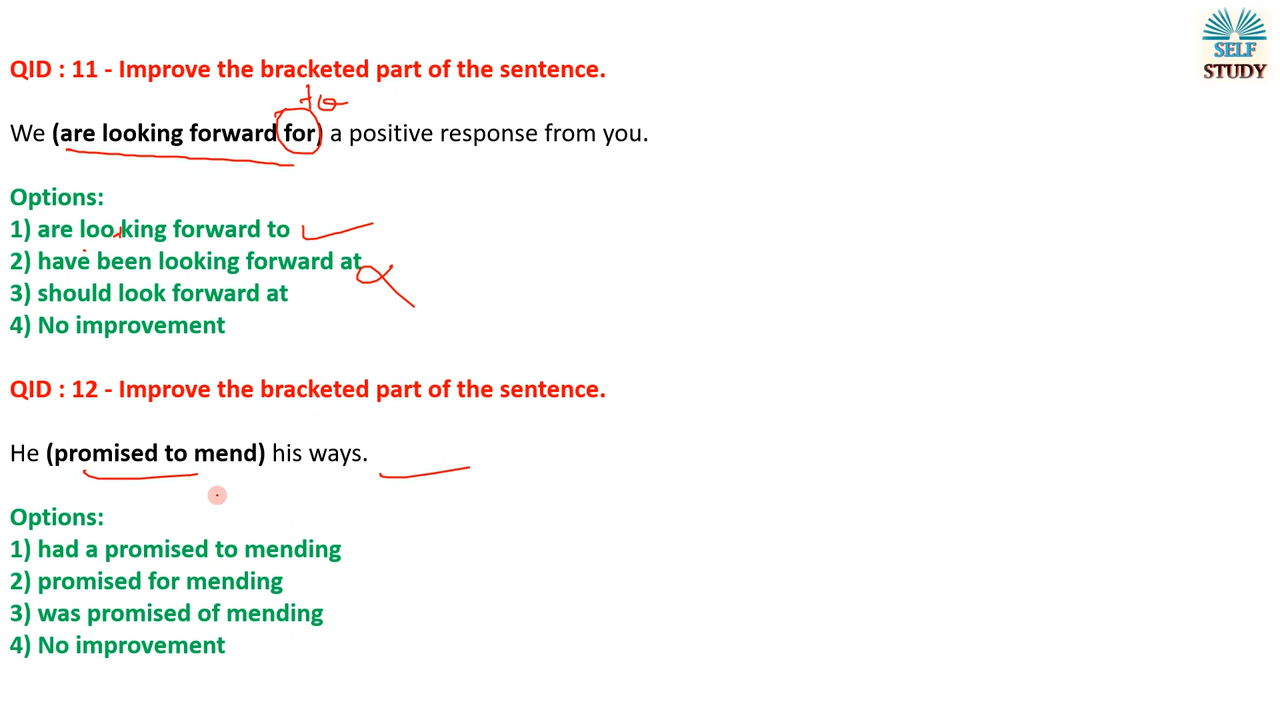 SELF
STUDY
QID : 11 - Improve the bracketed part of the sentence.
to
We (are looking forward for) a positive response from you.
Options:
1) are looking forward to
2) have been looking forward at
3) should look forward at
4) No improvement
QID : 12 - Improve the bracketed part of the sentence.
He (promised to mend) his ways.
Options:
1) had a promised to mending
2) promised for mending
3) was promised of mending
4) No improvement